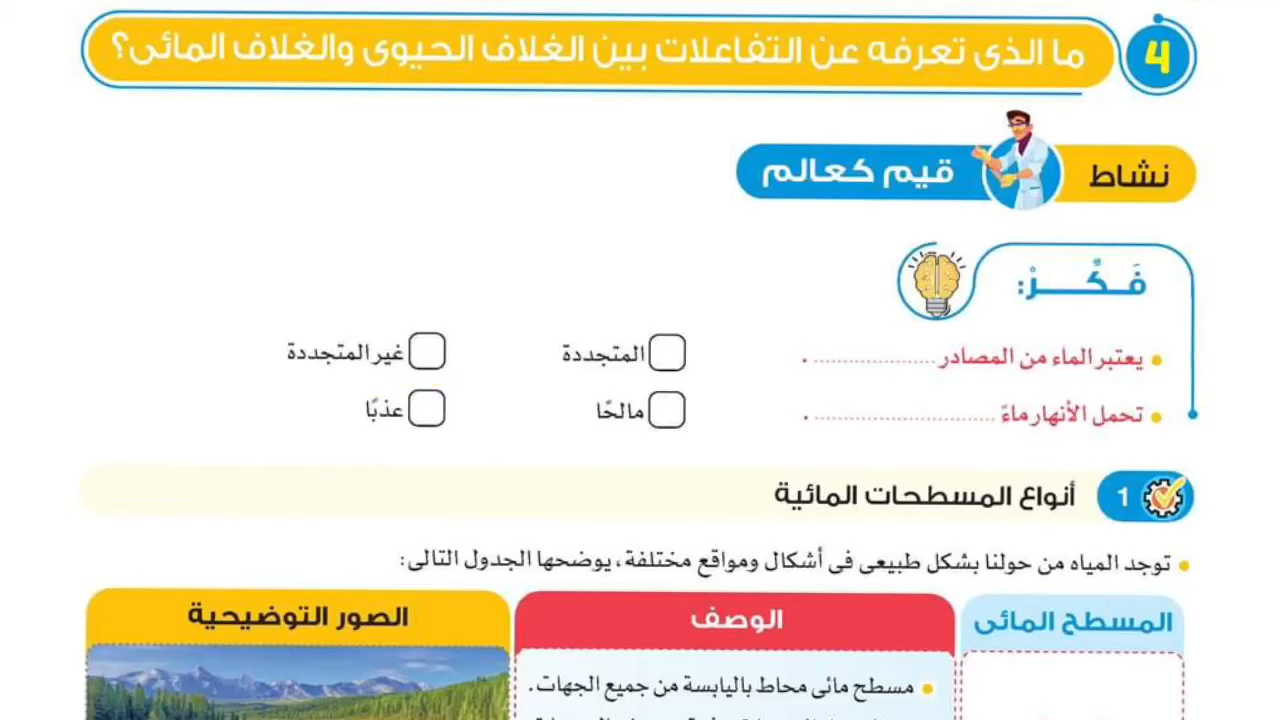 4 ما الذى تعرفه عن التفاعلات بين الغلاف الحيوى والغلاف المائى؟
نشاط قيم كعالم
فَكِّــرْ:
يعتبر الماء من المصادر .................... . المتجددة غير المتجددة
تحمل الأنهار ماءً .................... . مالحًا عذبًا
1 أنواع المسطحات المائية
توجد المياه من حولنا بشكل طبيعى فى أشكال ومواقع مختلفة، يوضحها الجدول التالى:
المسطح المائى الوصف الصور التوضيحية
مسطح مائى محاط باليابسة من جميع الجهات.